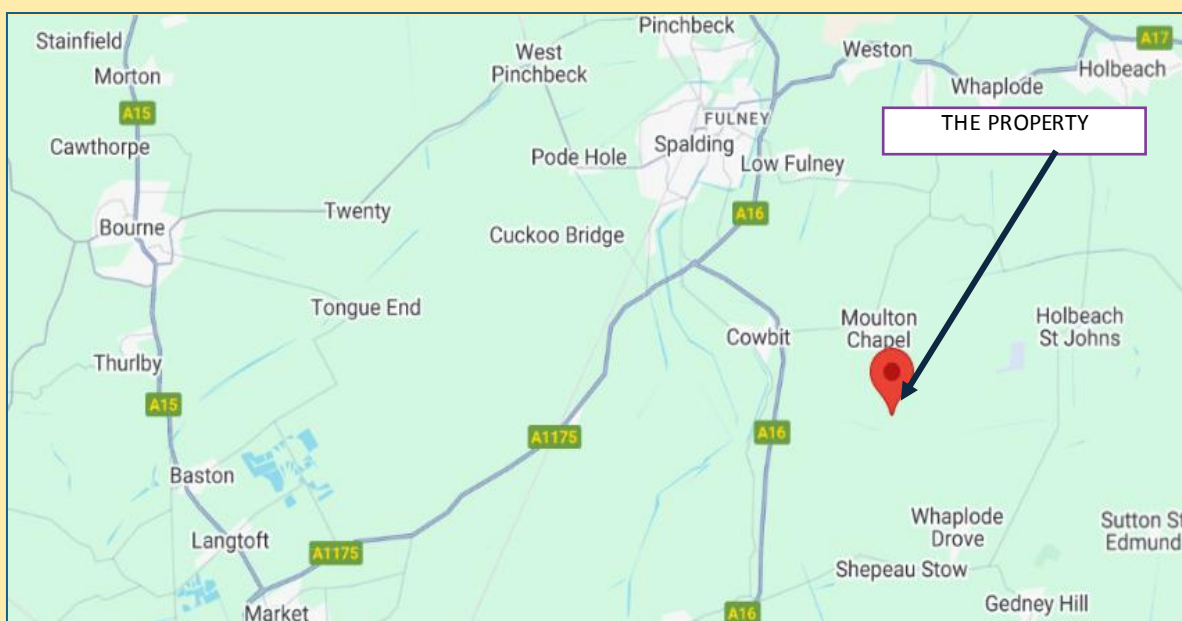 Pinchbeck
Stainfield
A17
West
Pinchbeck
Weston
Morton
Holbeach
Whaplode
A15
FULNEY
THE PROPERTY
Cawthorpe
Spalding
Pode Hole
Low Fulney
Twenty
A16
Bourne
Cuckoo Bridge
Tongue End
Moulton
Chapel
Holbeach
St Johns
Cowbit
Thurlby
A15
A1175
A16
Baston
Whaplode
Drove
Sutton St
Edmund
Langtoft
A1175
Shepeau Stow
Gedney Hill
Market
A16